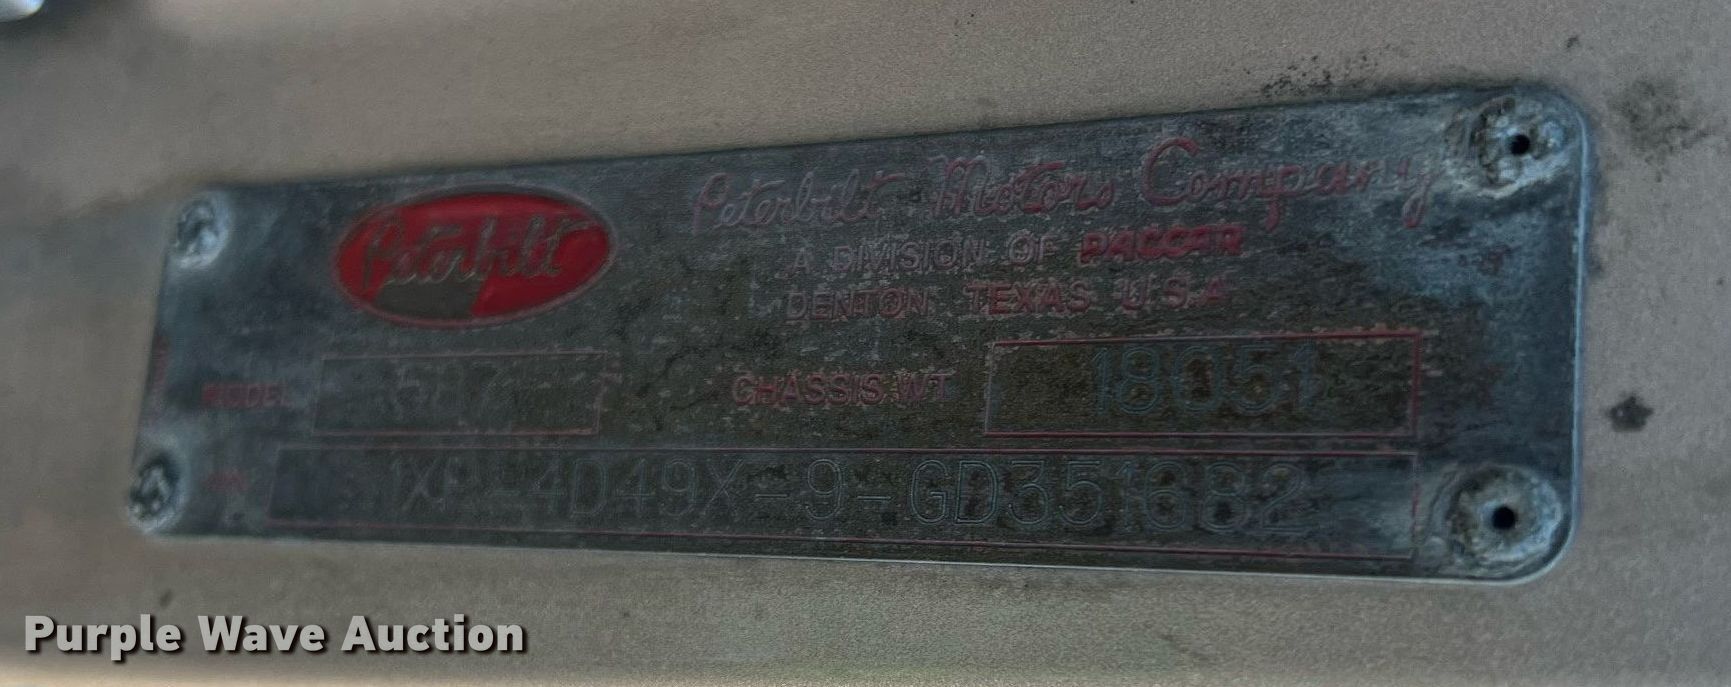 Peterbilt
Peterbilt Motors Company
A DIVISION OF PACCAR
DENTON, TEXAS U.S.A
MODEL 587 CHASSIS WT 18051
1XP-4D49X-9-GD351682
Purple Wave Auction